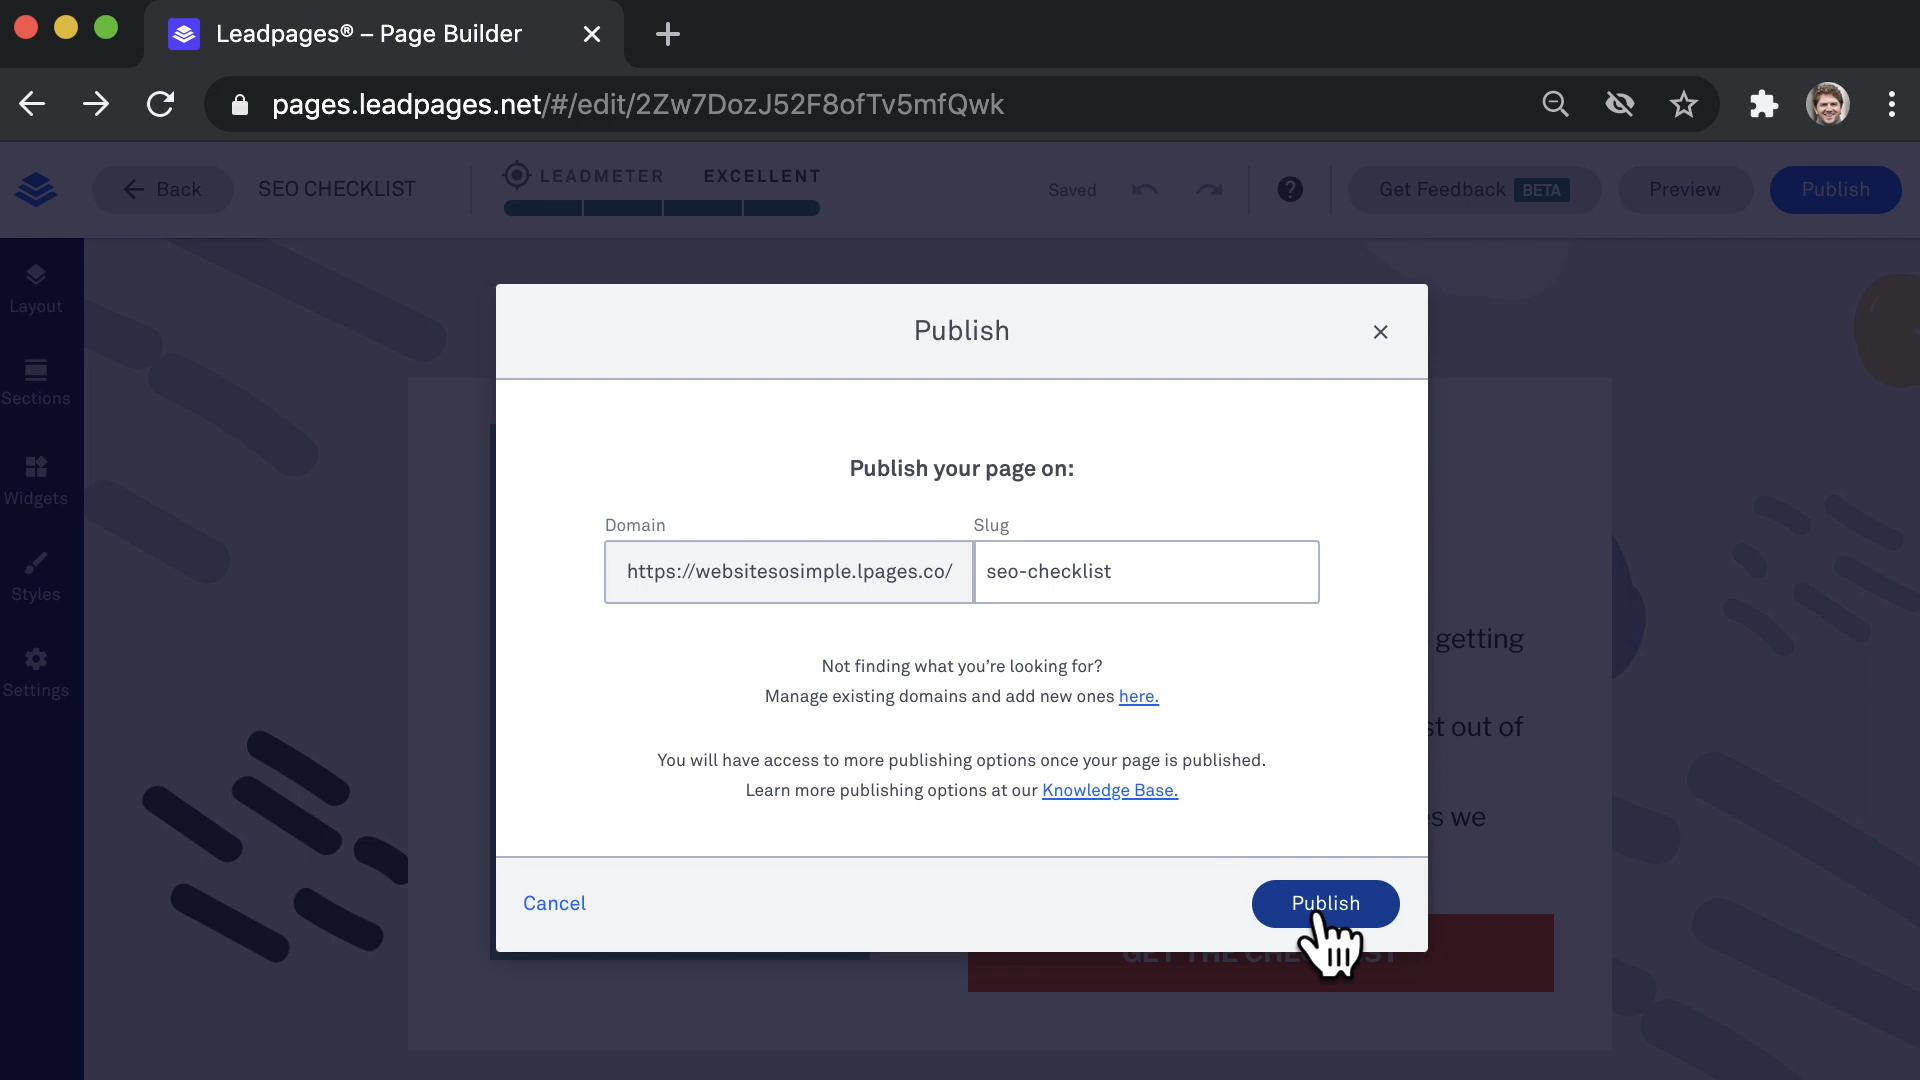 Leadpages® – Page Builder
pages.leadpages.net/#/edit/2Zw7DozJ52F8ofTv5mfQwk
Back
SEO CHECKLIST
LEADMETER EXCELLENT
Saved
Get Feedback BETA
Preview
Publish
Layout
Sections
Widgets
Styles
Settings
Publish
Publish your page on:
Domain
Slug
https://websitesosimple.lpages.co/
seo-checklist
Not finding what you’re looking for?
Manage existing domains and add new ones here.
You will have access to more publishing options once your page is published.
Learn more publishing options at our Knowledge Base.
Cancel
Publish
getting
out of
we
GET THE